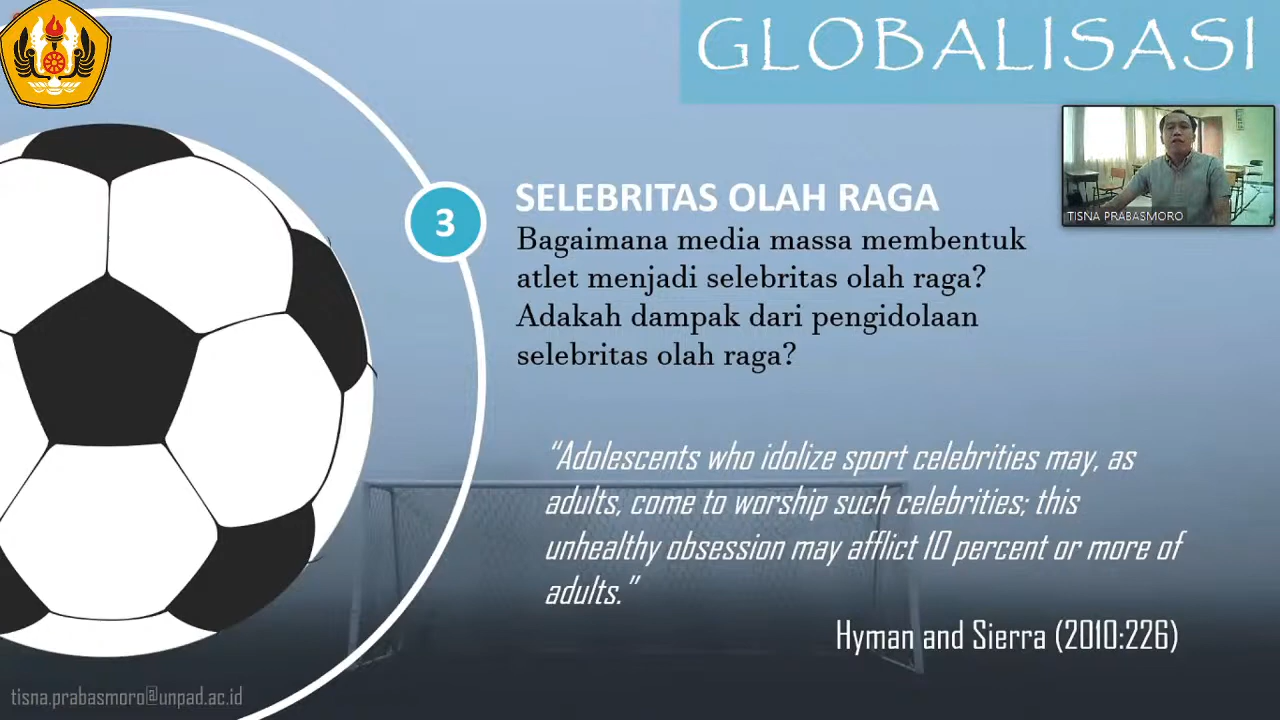 GLOBALISASI
TISNA PRABASMORO
3
SELEBRITAS OLAH RAGA
Bagaimana media massa membentuk
atlet menjadi selebritas olah raga?
Adakah dampak dari pengidolaan
selebritas olah raga?
“Adolescents who idolize sport celebrities may, as
adults, come to worship such celebrities; this
unhealthy obsession may afflict 10 percent or more of
adults.”
Hyman and Sierra (2010:226)
tisna.prabasmoro@unpad.ac.id